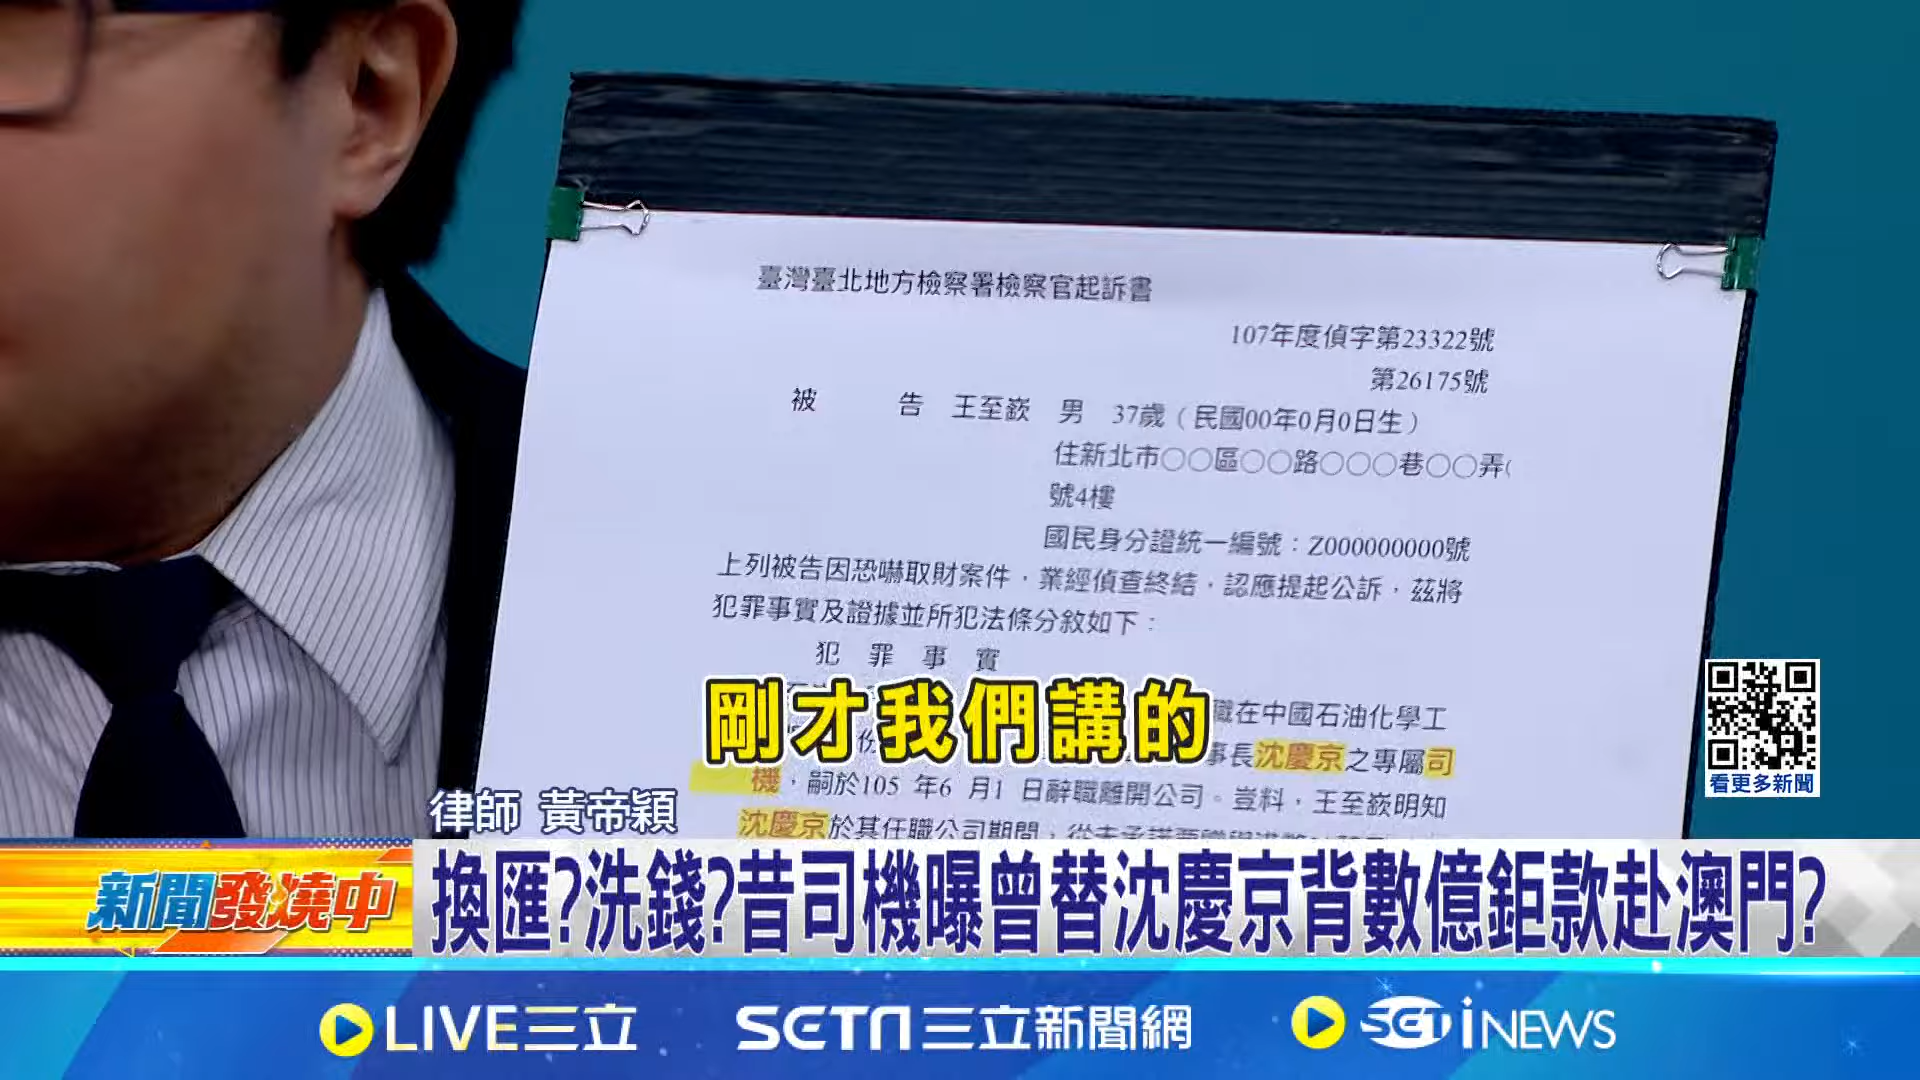 臺灣臺北地方檢察署檢察官起訴書
107年度偵字第23322號
第26175號
被 告 王至嶔 男 37歲（民國00年0月0日生）
住新北市○○區○○路○○○巷○○弄
號4樓
國民身分證統一編號：Z000000000號
上列被告因恐嚇取財案件，業經偵查終結，認應提起公訴，茲將
犯罪事實及證據並所犯法條分敘如下：
犯 罪 事 實
職在中國石油化學工
事長沈慶京之專屬司
機，嗣於105 年6 月1 日辭職離開公司。豈料，王至嶔明知
沈慶京於其任職公司期間，從未承諾
剛才我們講的
看更多新聞
律師 黃帝穎
新聞發燒中
換匯?洗錢?昔司機曝曾替沈慶京背數億鉅款赴澳門?
LIVE三立
SETN三立新聞網
SETiNEWS